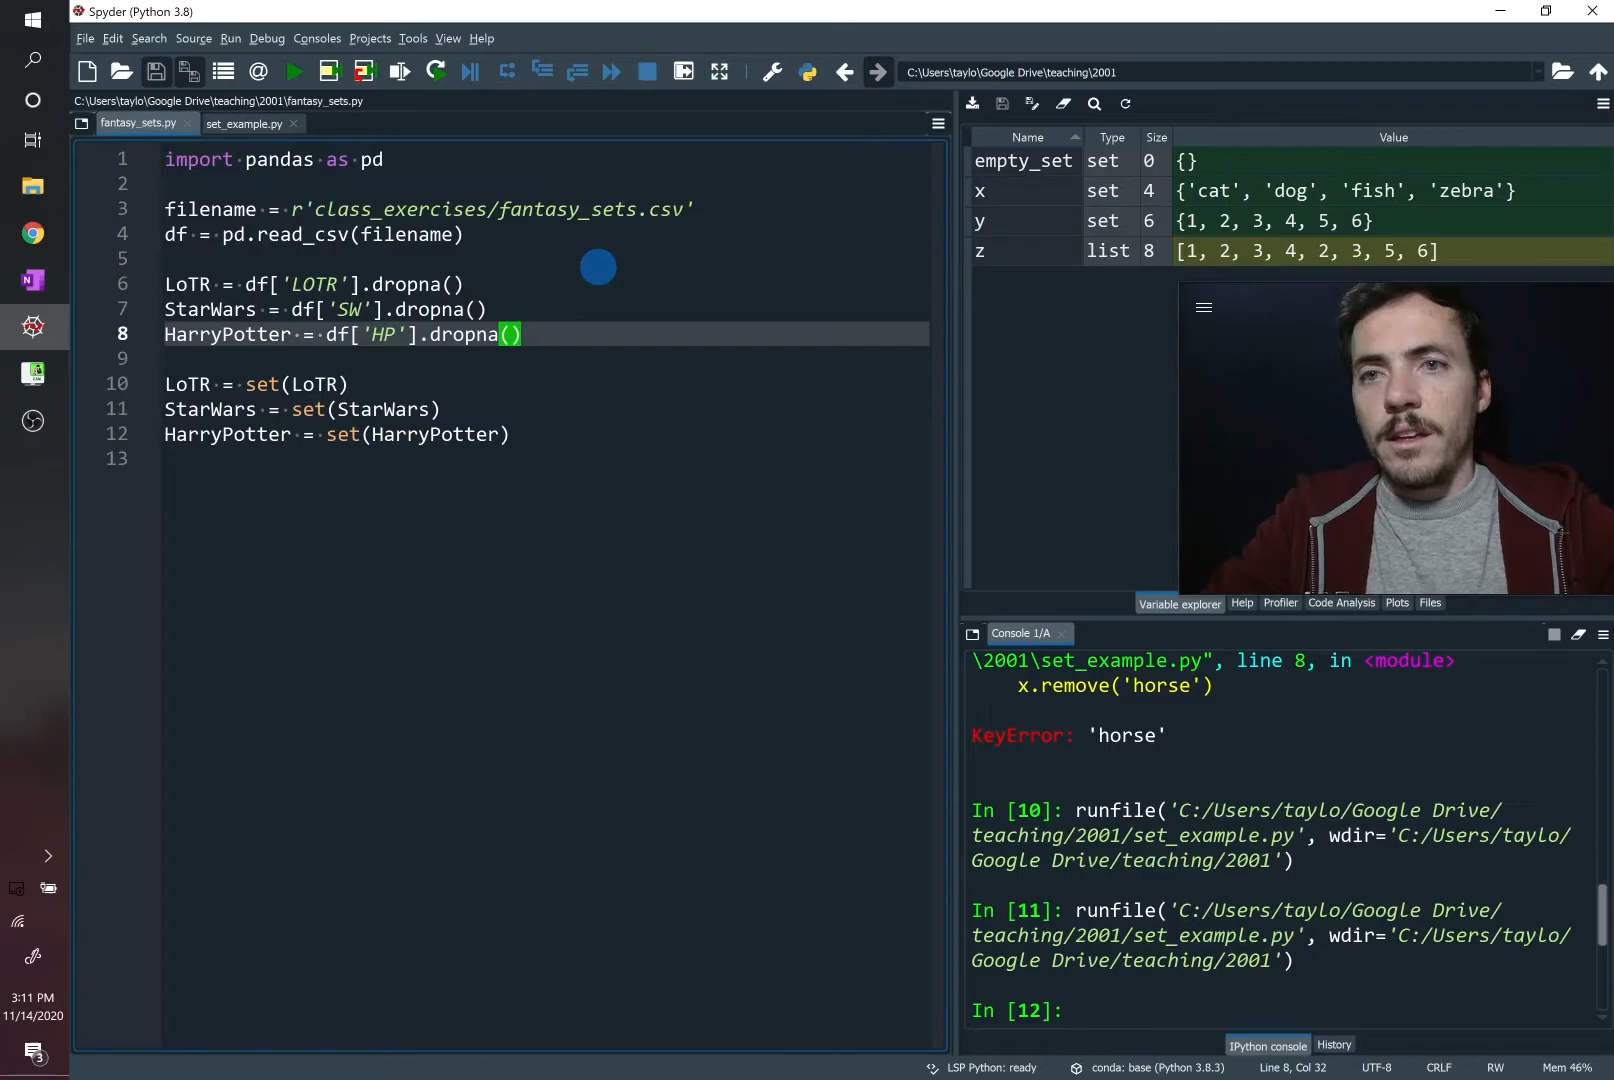 Spyder (Python 3.8)
File Edit Search Source Run Debug Consoles Projects Tools View Help
C:\Users\taylo\Google Drive\teaching\2001
C:\Users\taylo\Google Drive\teaching\2001\fantasy_sets.py
fantasy_sets.py set_example.py
1 import pandas as pd
2
3 filename = r'class_exercises/fantasy_sets.csv'
4 df = pd.read_csv(filename)
5
6 LoTR = df['LOTR'].dropna()
7 StarWars = df['SW'].dropna()
8 HarryPotter = df['HP'].dropna()
9
10 LoTR = set(LoTR)
11 StarWars = set(StarWars)
12 HarryPotter = set(HarryPotter)
13
Name Type Size Value
empty_set set 0 {}
x set 4 {'cat', 'dog', 'fish', 'zebra'}
y set 6 {1, 2, 3, 4, 5, 6}
z list 8 [1, 2, 3, 4, 2, 3, 5, 6]
Variable explorer Help Profiler Code Analysis Plots Files
Console 1/A
\2001\set_example.py", line 8, in <module>
x.remove('horse')
KeyError: 'horse'
In [10]: runfile('C:/Users/taylo/Google Drive/
teaching/2001/set_example.py', wdir='C:/Users/taylo/
Google Drive/teaching/2001')
In [11]: runfile('C:/Users/taylo/Google Drive/
teaching/2001/set_example.py', wdir='C:/Users/taylo/
Google Drive/teaching/2001')
In [12]:
IPython console History
LSP Python: ready conda: base (Python 3.8.3) Line 8, Col 32 UTF-8 CRLF RW Mem 46%
3:11 PM
11/14/2020
3